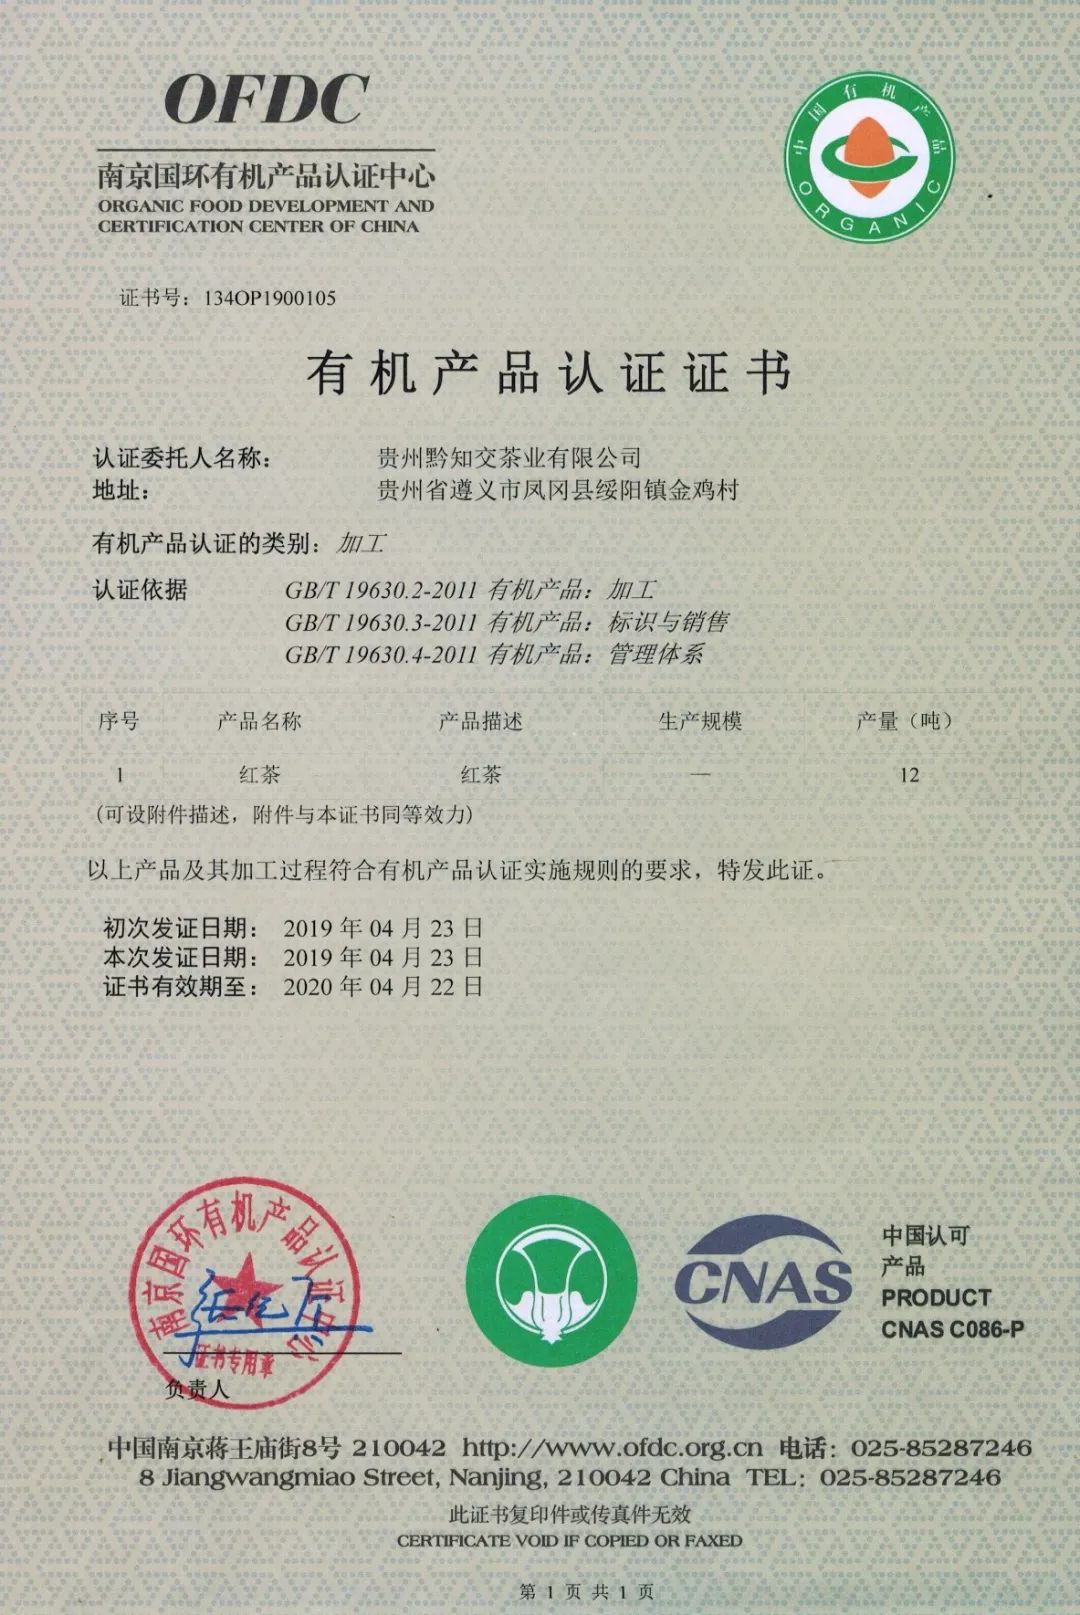 OFDC
南京国环有机产品认证中心
ORGANIC FOOD DEVELOPMENT AND
CERTIFICATION CENTER OF CHINA
中国有机产品
ORGANIC
证书号：134OP1900105
有机产品认证证书
认证委托人名称： 贵州黔知交茶业有限公司
地址： 贵州省遵义市凤冈县绥阳镇金鸡村
有机产品认证的类别：加工
认证依据 GB/T 19630.2-2011 有机产品：加工
GB/T 19630.3-2011 有机产品：标识与销售
GB/T 19630.4-2011 有机产品：管理体系
序号 产品名称 产品描述 生产规模 产量（吨）
1 红茶 红茶 — 12
(可设附件描述，附件与本证书同等效力)
以上产品及其加工过程符合有机产品认证实施规则的要求，特发此证。
初次发证日期： 2019 年 04 月 23 日
本次发证日期： 2019 年 04 月 23 日
证书有效期至： 2020 年 04 月 22 日
南京国环有机产品认证中心
证书专用章
负责人
CNAS
中国认可
产品
PRODUCT
CNAS C086-P
中国南京蒋王庙街8号 210042 http://www.ofdc.org.cn 电话：025-85287246
8 Jiangwangmiao Street, Nanjing, 210042 China TEL：025-85287246
此证书复印件或传真件无效
CERTIFICATE VOID IF COPIED OR FAXED
第 1 页 共 1 页